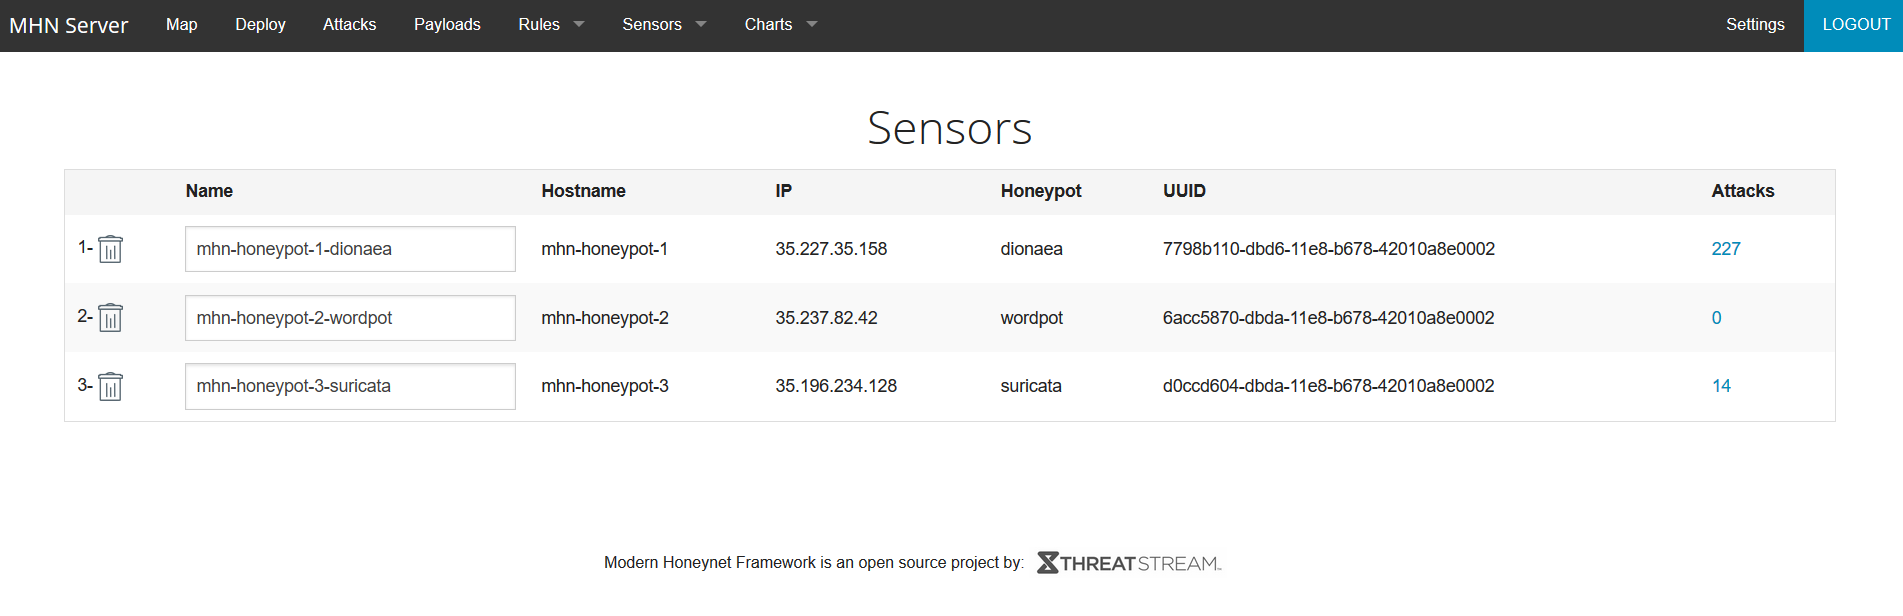 MHN Server Map Deploy Attacks Payloads Rules Sensors Charts Settings LOGOUT
Sensors
Name Hostname IP Honeypot UUID Attacks
1- mhn-honeypot-1-dionaea mhn-honeypot-1 35.227.35.158 dionaea 7798b110-dbd6-11e8-b678-42010a8e0002 227
2- mhn-honeypot-2-wordpot mhn-honeypot-2 35.237.82.42 wordpot 6acc5870-dbda-11e8-b678-42010a8e0002 0
3- mhn-honeypot-3-suricata mhn-honeypot-3 35.196.234.128 suricata d0ccd604-dbda-11e8-b678-42010a8e0002 14
Modern Honeynet Framework is an open source project by: THREATSTREAM